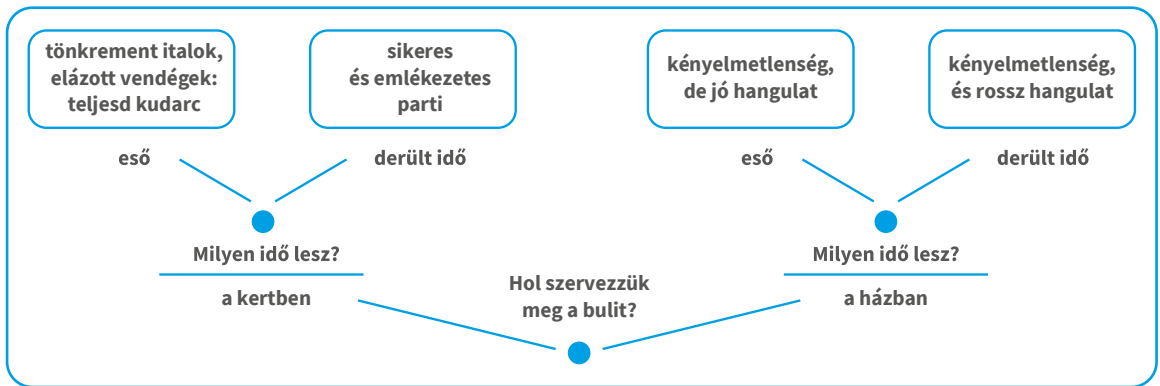 tönkrement italok,
elázott vendégek:
teljesd kudarc
sikeres
és emlékezetes
parti
kényelmetlenség,
de jó hangulat
kényelmetlenség,
és rossz hangulat
eső
derült idő
eső
derült idő
Milyen idő lesz?
a kertben
Milyen idő lesz?
a házban
Hol szervezzük
meg a bulit?